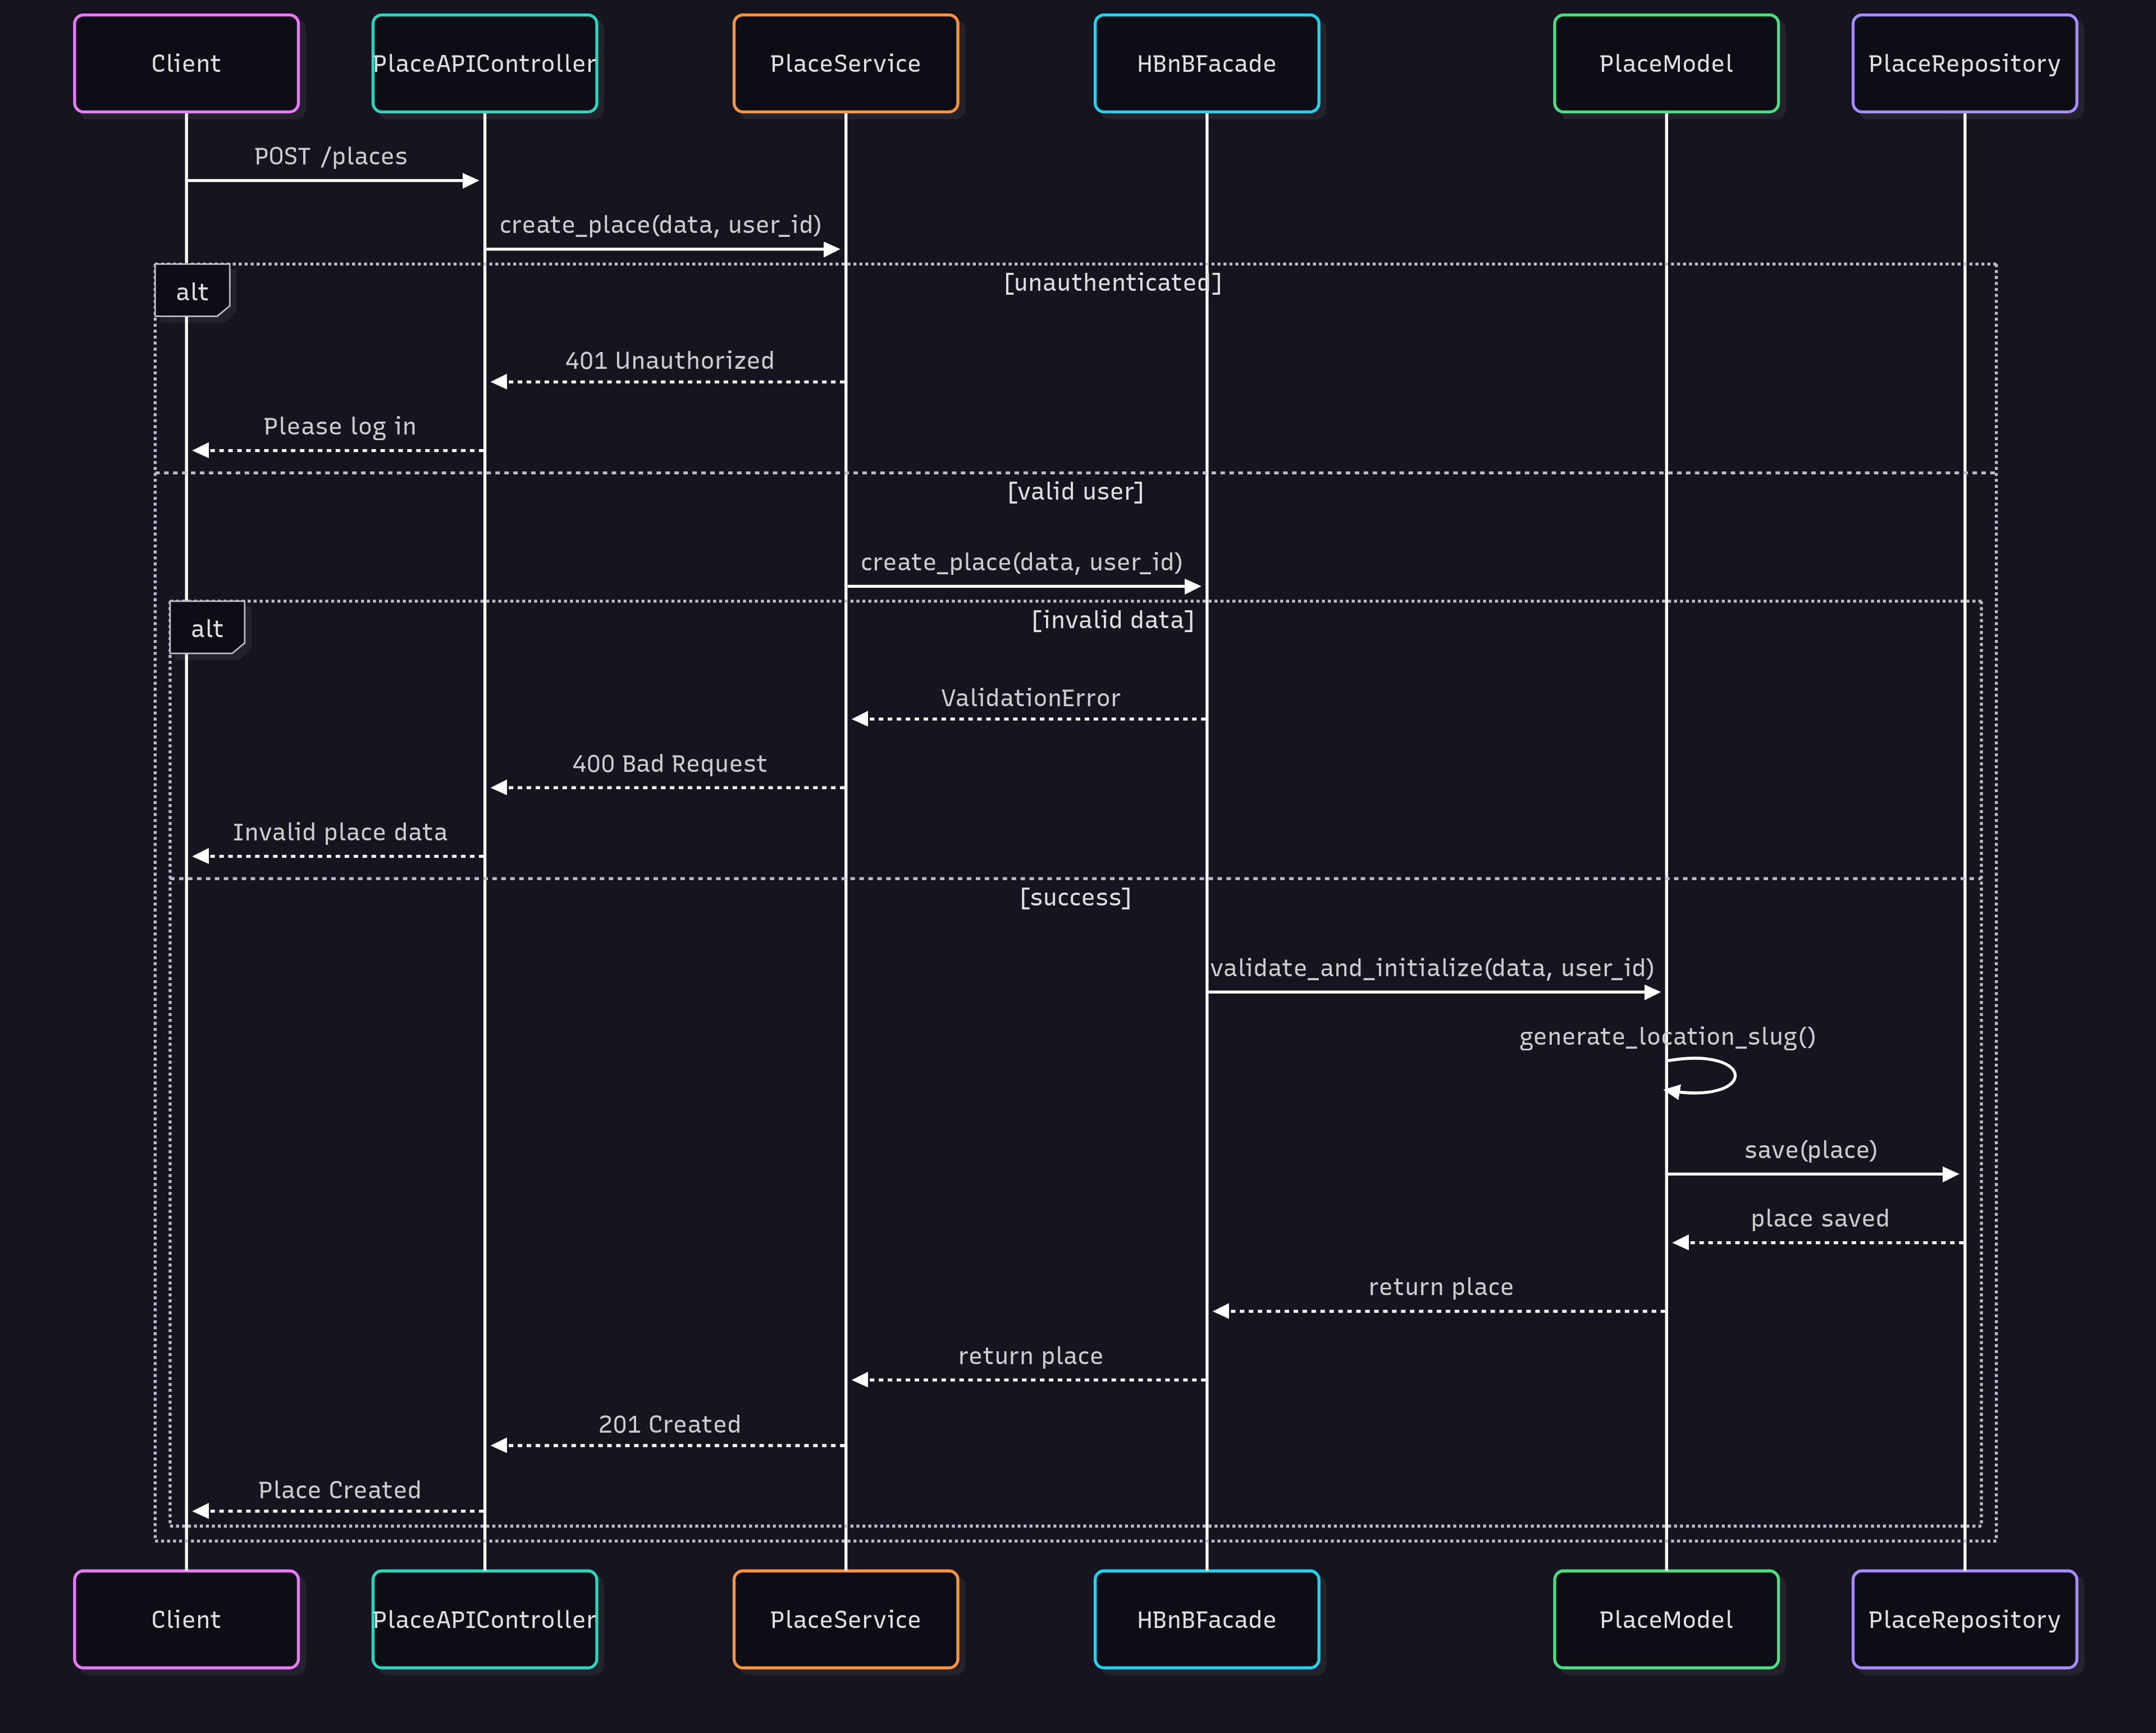 Client
PlaceAPIController
PlaceService
HBnBFacade
PlaceModel
PlaceRepository
POST /places
create_place(data, user_id)
alt
[unauthenticated]
401 Unauthorized
Please log in
[valid user]
create_place(data, user_id)
alt
[invalid data]
ValidationError
400 Bad Request
Invalid place data
[success]
validate_and_initialize(data, user_id)
generate_location_slug()
save(place)
place saved
return place
return place
201 Created
Place Created
Client
PlaceAPIController
PlaceService
HBnBFacade
PlaceModel
PlaceRepository